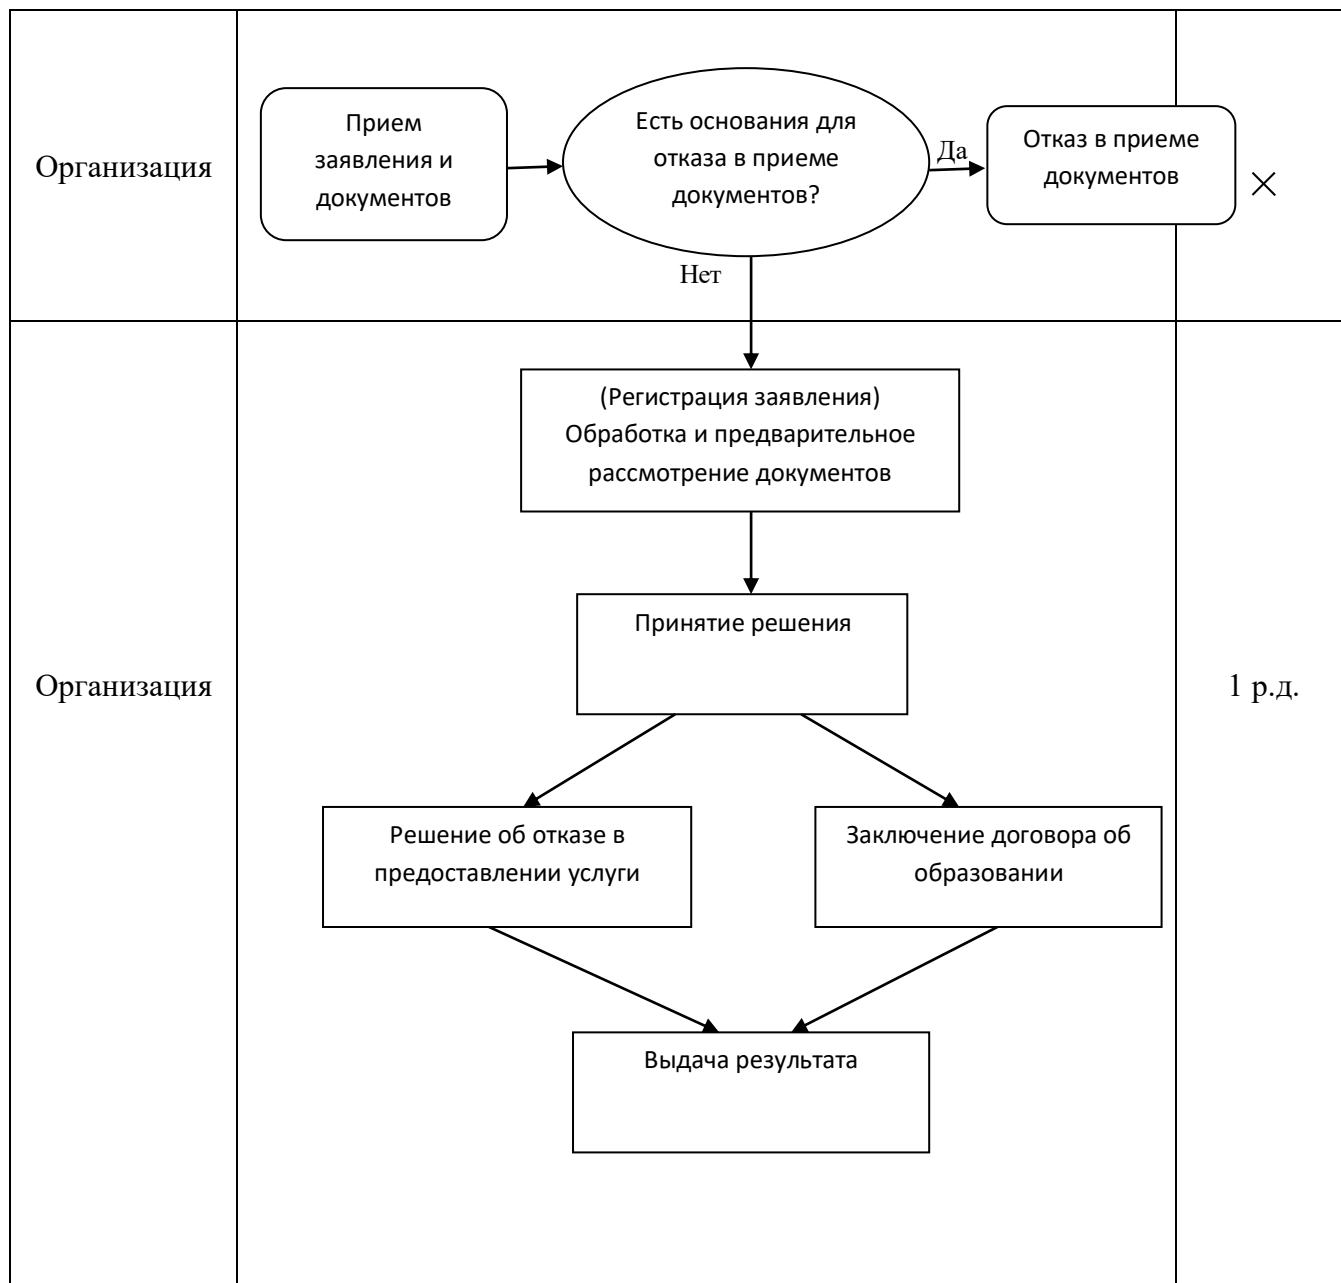 Организация
Прием
заявления и
документов
Есть основания для
отказа в приеме
документов?
Да
Отказ в приеме
документов
Нет
Организация
(Регистрация заявления)
Обработка и предварительное
рассмотрение документов
Принятие решения
1 р.д.
Решение об отказе в
предоставлении услуги
Заключение договора об
образовании
Выдача результата